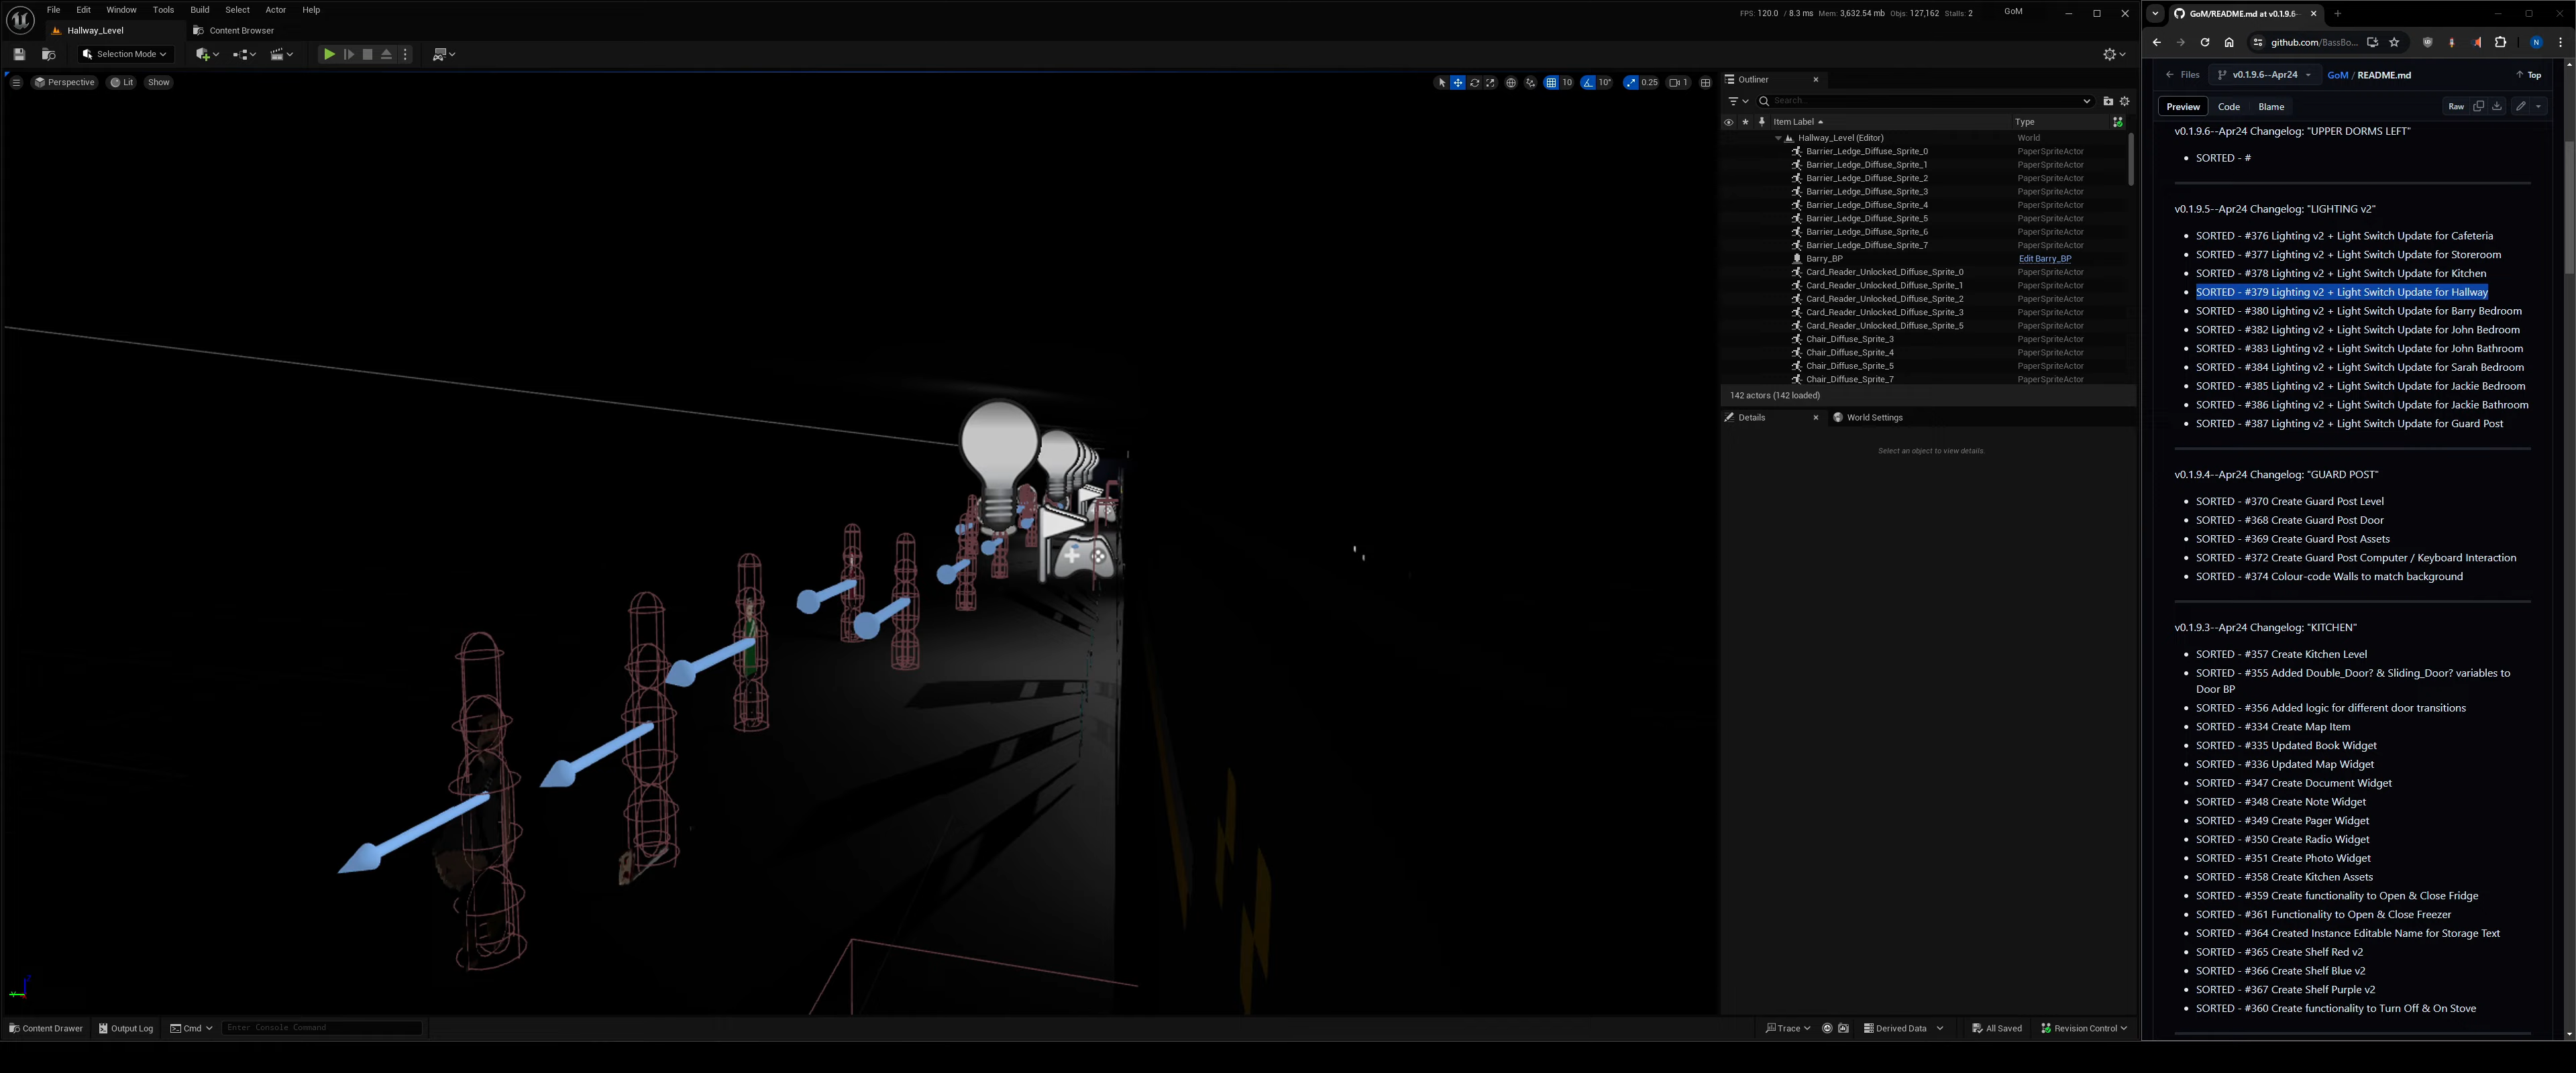 File Edit Window Tools Build Select Actor Help
FPS: 120.0 / 8.3 ms Mem: 3,632.54 mb Objs: 127,162 Stalls: 2 GoM
Hallway_Level Content Browser
Selection Mode
Perspective Lit Show
10 10° 0.25 1
Outliner
Search...
Item Label Type
Hallway_Level (Editor) World
Barrier_Ledge_Diffuse_Sprite_0 PaperSpriteActor
Barrier_Ledge_Diffuse_Sprite_1 PaperSpriteActor
Barrier_Ledge_Diffuse_Sprite_2 PaperSpriteActor
Barrier_Ledge_Diffuse_Sprite_3 PaperSpriteActor
Barrier_Ledge_Diffuse_Sprite_4 PaperSpriteActor
Barrier_Ledge_Diffuse_Sprite_5 PaperSpriteActor
Barrier_Ledge_Diffuse_Sprite_6 PaperSpriteActor
Barrier_Ledge_Diffuse_Sprite_7 PaperSpriteActor
Barry_BP Edit Barry_BP
Card_Reader_Unlocked_Diffuse_Sprite_0 PaperSpriteActor
Card_Reader_Unlocked_Diffuse_Sprite_1 PaperSpriteActor
Card_Reader_Unlocked_Diffuse_Sprite_2 PaperSpriteActor
Card_Reader_Unlocked_Diffuse_Sprite_3 PaperSpriteActor
Card_Reader_Unlocked_Diffuse_Sprite_5 PaperSpriteActor
Chair_Diffuse_Sprite_3 PaperSpriteActor
Chair_Diffuse_Sprite_4 PaperSpriteActor
Chair_Diffuse_Sprite_5 PaperSpriteActor
Chair_Diffuse_Sprite_7 PaperSpriteActor
142 actors (142 loaded)
Details World Settings
Select an object to view details.
Content Drawer Output Log Cmd Enter Console Command
Trace Derived Data All Saved Revision Control
GoM/README.md at v0.1.9.6-
github.com/BassBo...
N
Files v0.1.9.6--Apr24 GoM / README.md Top
Preview Code Blame Raw
v0.1.9.6--Apr24 Changelog: "UPPER DORMS LEFT"
• SORTED - #
v0.1.9.5--Apr24 Changelog: "LIGHTING v2"
• SORTED - #376 Lighting v2 + Light Switch Update for Cafeteria
• SORTED - #377 Lighting v2 + Light Switch Update for Storeroom
• SORTED - #378 Lighting v2 + Light Switch Update for Kitchen
• SORTED - #379 Lighting v2 + Light Switch Update for Hallway
• SORTED - #380 Lighting v2 + Light Switch Update for Barry Bedroom
• SORTED - #382 Lighting v2 + Light Switch Update for John Bedroom
• SORTED - #383 Lighting v2 + Light Switch Update for John Bathroom
• SORTED - #384 Lighting v2 + Light Switch Update for Sarah Bedroom
• SORTED - #385 Lighting v2 + Light Switch Update for Jackie Bedroom
• SORTED - #386 Lighting v2 + Light Switch Update for Jackie Bathroom
• SORTED - #387 Lighting v2 + Light Switch Update for Guard Post
v0.1.9.4--Apr24 Changelog: "GUARD POST"
• SORTED - #370 Create Guard Post Level
• SORTED - #368 Create Guard Post Door
• SORTED - #369 Create Guard Post Assets
• SORTED - #372 Create Guard Post Computer / Keyboard Interaction
• SORTED - #374 Colour-code Walls to match background
v0.1.9.3--Apr24 Changelog: "KITCHEN"
• SORTED - #357 Create Kitchen Level
• SORTED - #355 Added Double_Door? & Sliding_Door? variables to
Door BP
• SORTED - #356 Added logic for different door transitions
• SORTED - #334 Create Map Item
• SORTED - #335 Updated Book Widget
• SORTED - #336 Updated Map Widget
• SORTED - #347 Create Document Widget
• SORTED - #348 Create Note Widget
• SORTED - #349 Create Pager Widget
• SORTED - #350 Create Radio Widget
• SORTED - #351 Create Photo Widget
• SORTED - #358 Create Kitchen Assets
• SORTED - #359 Create functionality to Open & Close Fridge
• SORTED - #361 Functionality to Open & Close Freezer
• SORTED - #364 Created Instance Editable Name for Storage Text
• SORTED - #365 Create Shelf Red v2
• SORTED - #366 Create Shelf Blue v2
• SORTED - #367 Create Shelf Purple v2
• SORTED - #360 Create functionality to Turn Off & On Stove